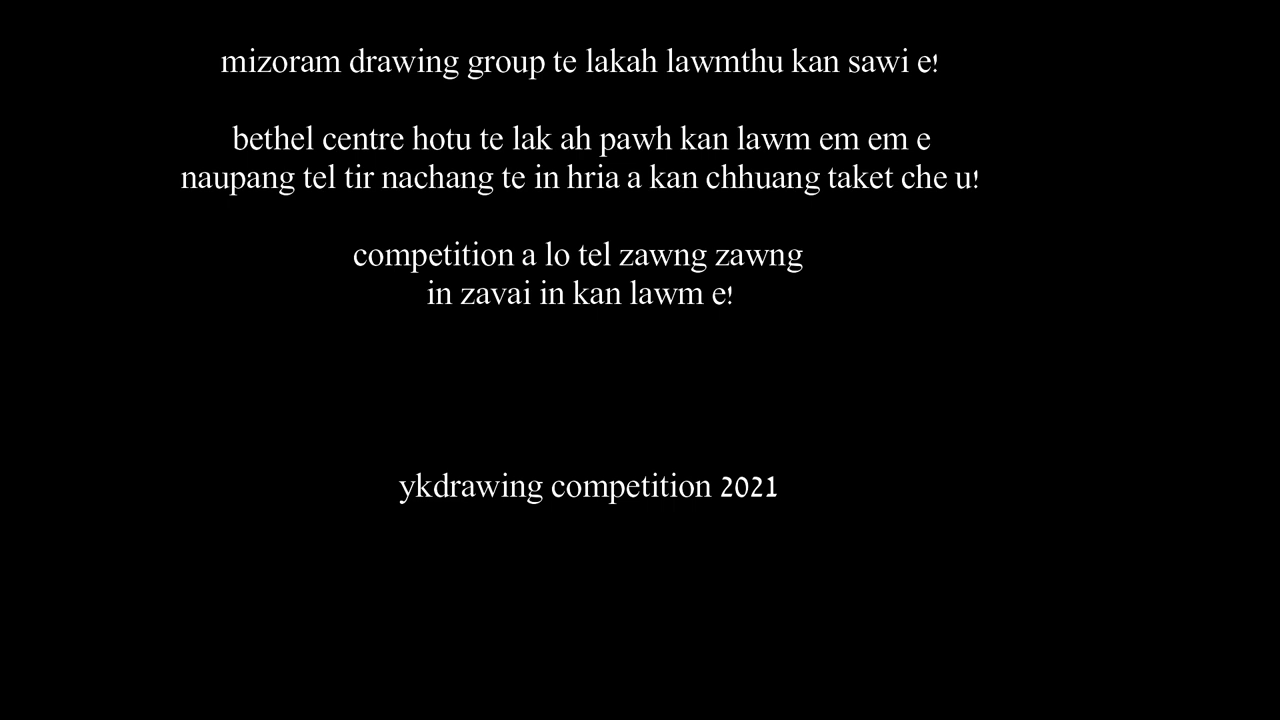 mizoram drawing group te lakah lawmthu kan sawi e!
bethel centre hotu te lak ah pawh kan lawm em em e
naupang tel tir nachang te in hria a kan chhuang taket che u!
competition a lo tel zawng zawng
in zavai in kan lawm e!
ykdrawing competition 2021